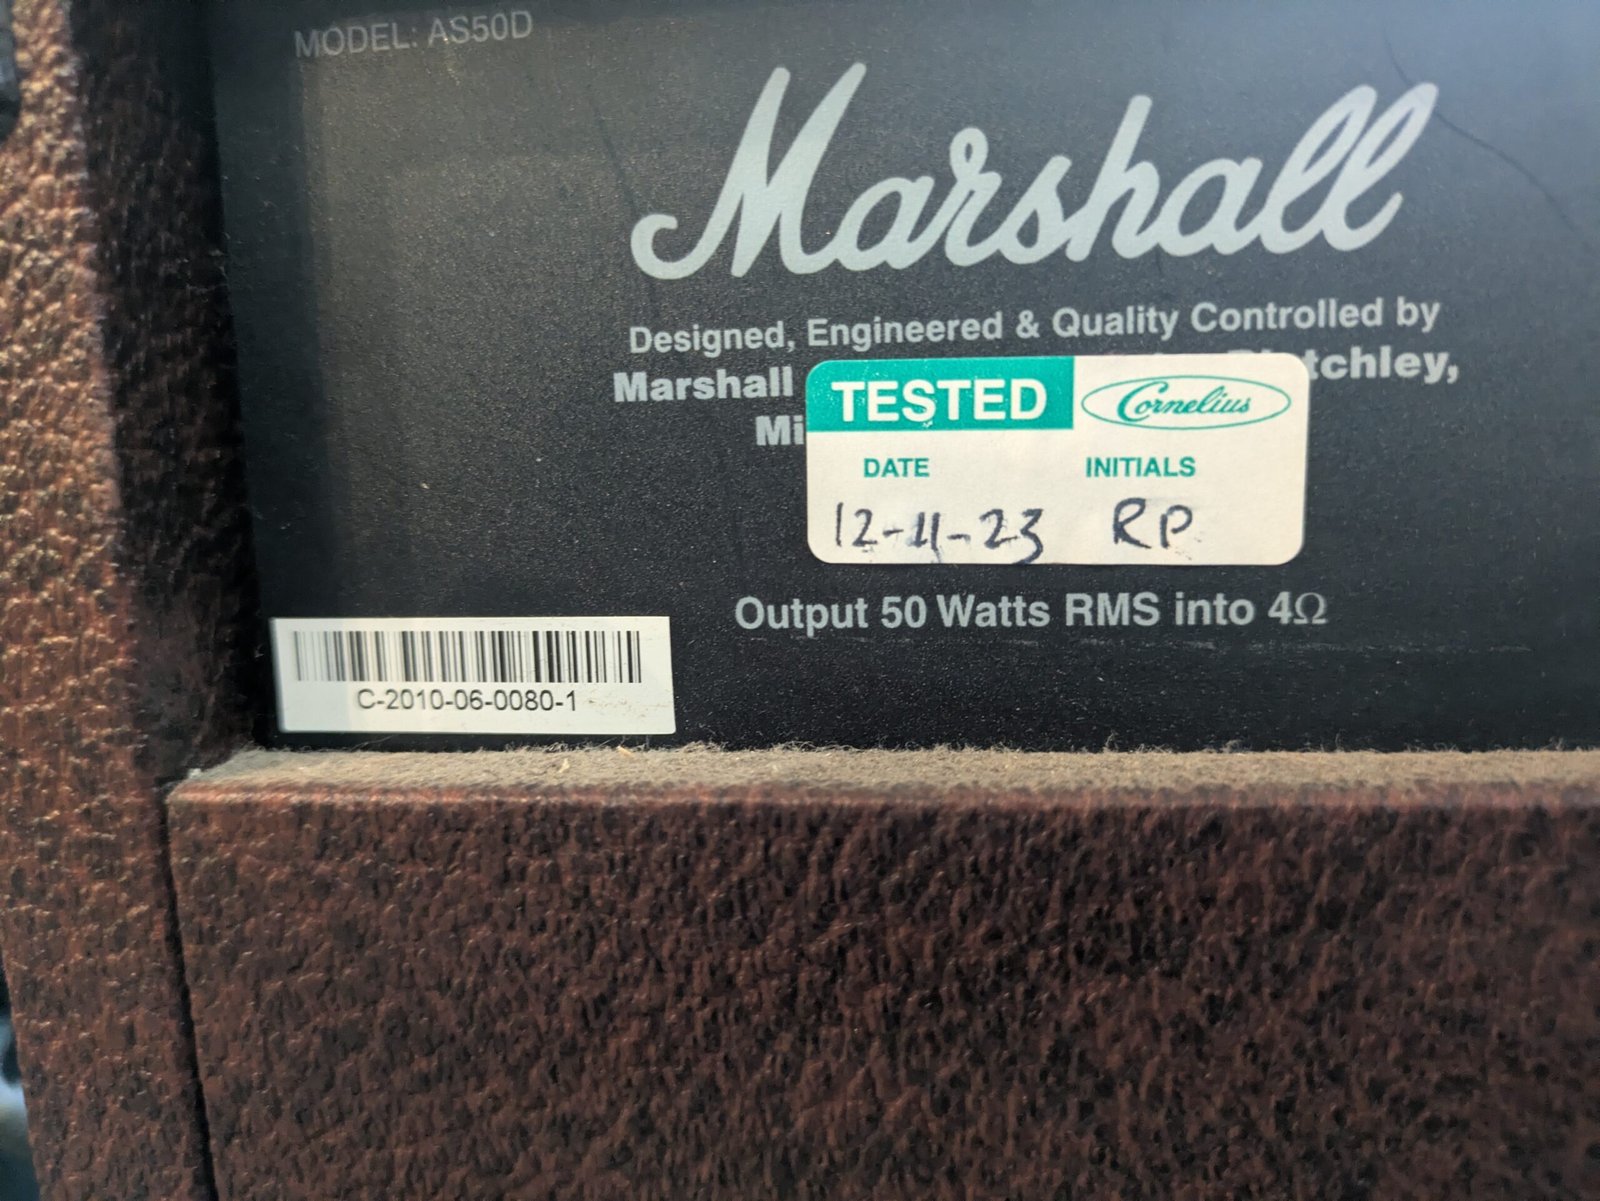 MODEL: AS50D
Marshall
Designed, Engineered & Quality Controlled by
Marshall tchley,
Mi
TESTED Cornelius
DATE INITIALS
12-11-23 RP
Output 50 Watts RMS into 4Ω
C-2010-06-0080-1